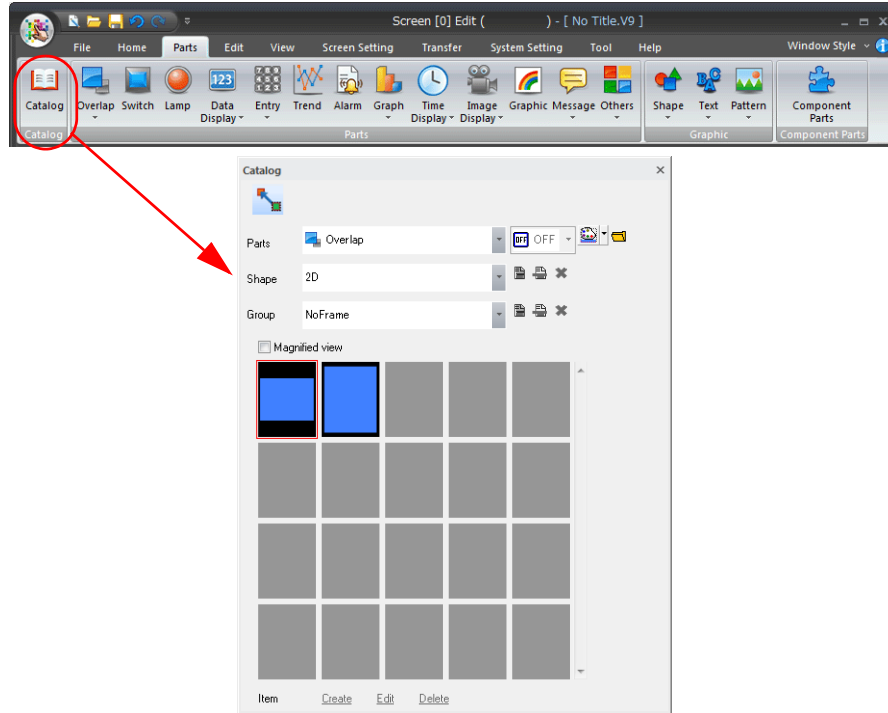 Screen [0] Edit ( ) - [ No Title.V9 ]
File Home Parts Edit View Screen Setting Transfer System Setting Tool Help Window Style
Catalog Overlap Switch Lamp Data Display Entry Trend Alarm Graph Time Display Image Display Graphic Message Others Shape Text Pattern Component Parts
Catalog Parts Graphic Component Parts
Catalog
Parts Overlap OFF OFF
Shape 2D
Group NoFrame
Magnified view
Item Create Edit Delete